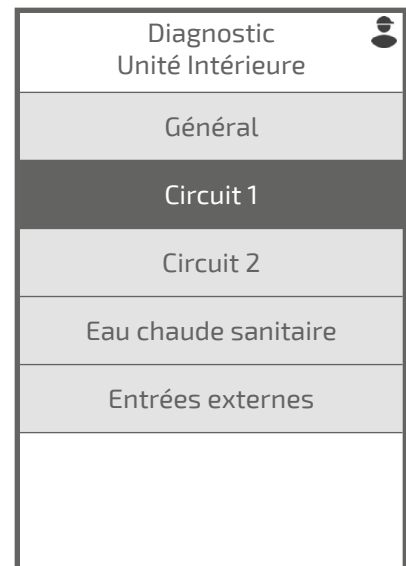 Diagnostic
Unité Intérieure
Général
Circuit 1
Circuit 2
Eau chaude sanitaire
Entrées externes